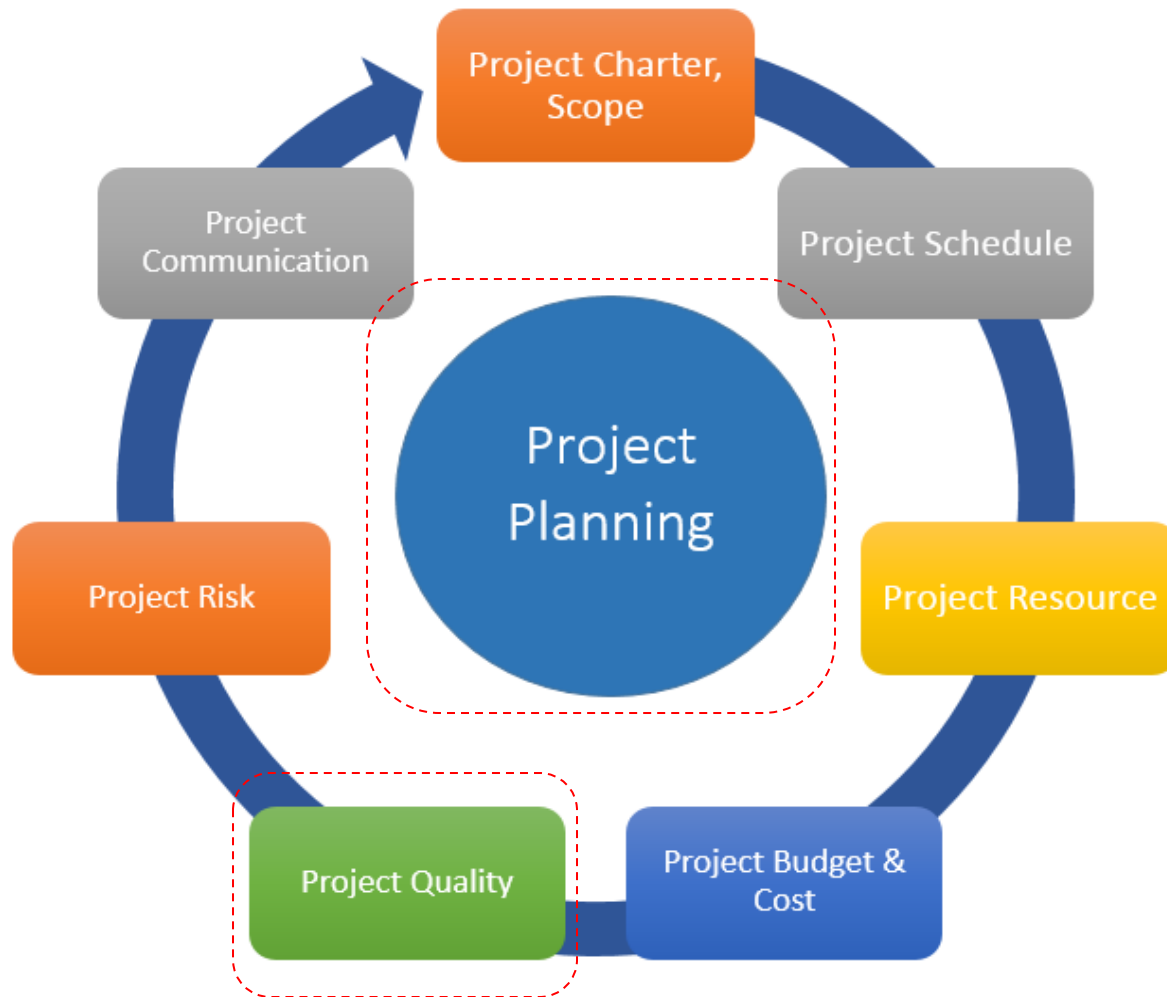 Project Charter,
Scope
Project Schedule
Project Resource
Project Budget &
Cost
Project Quality
Project Risk
Project
Communication
Project
Planning